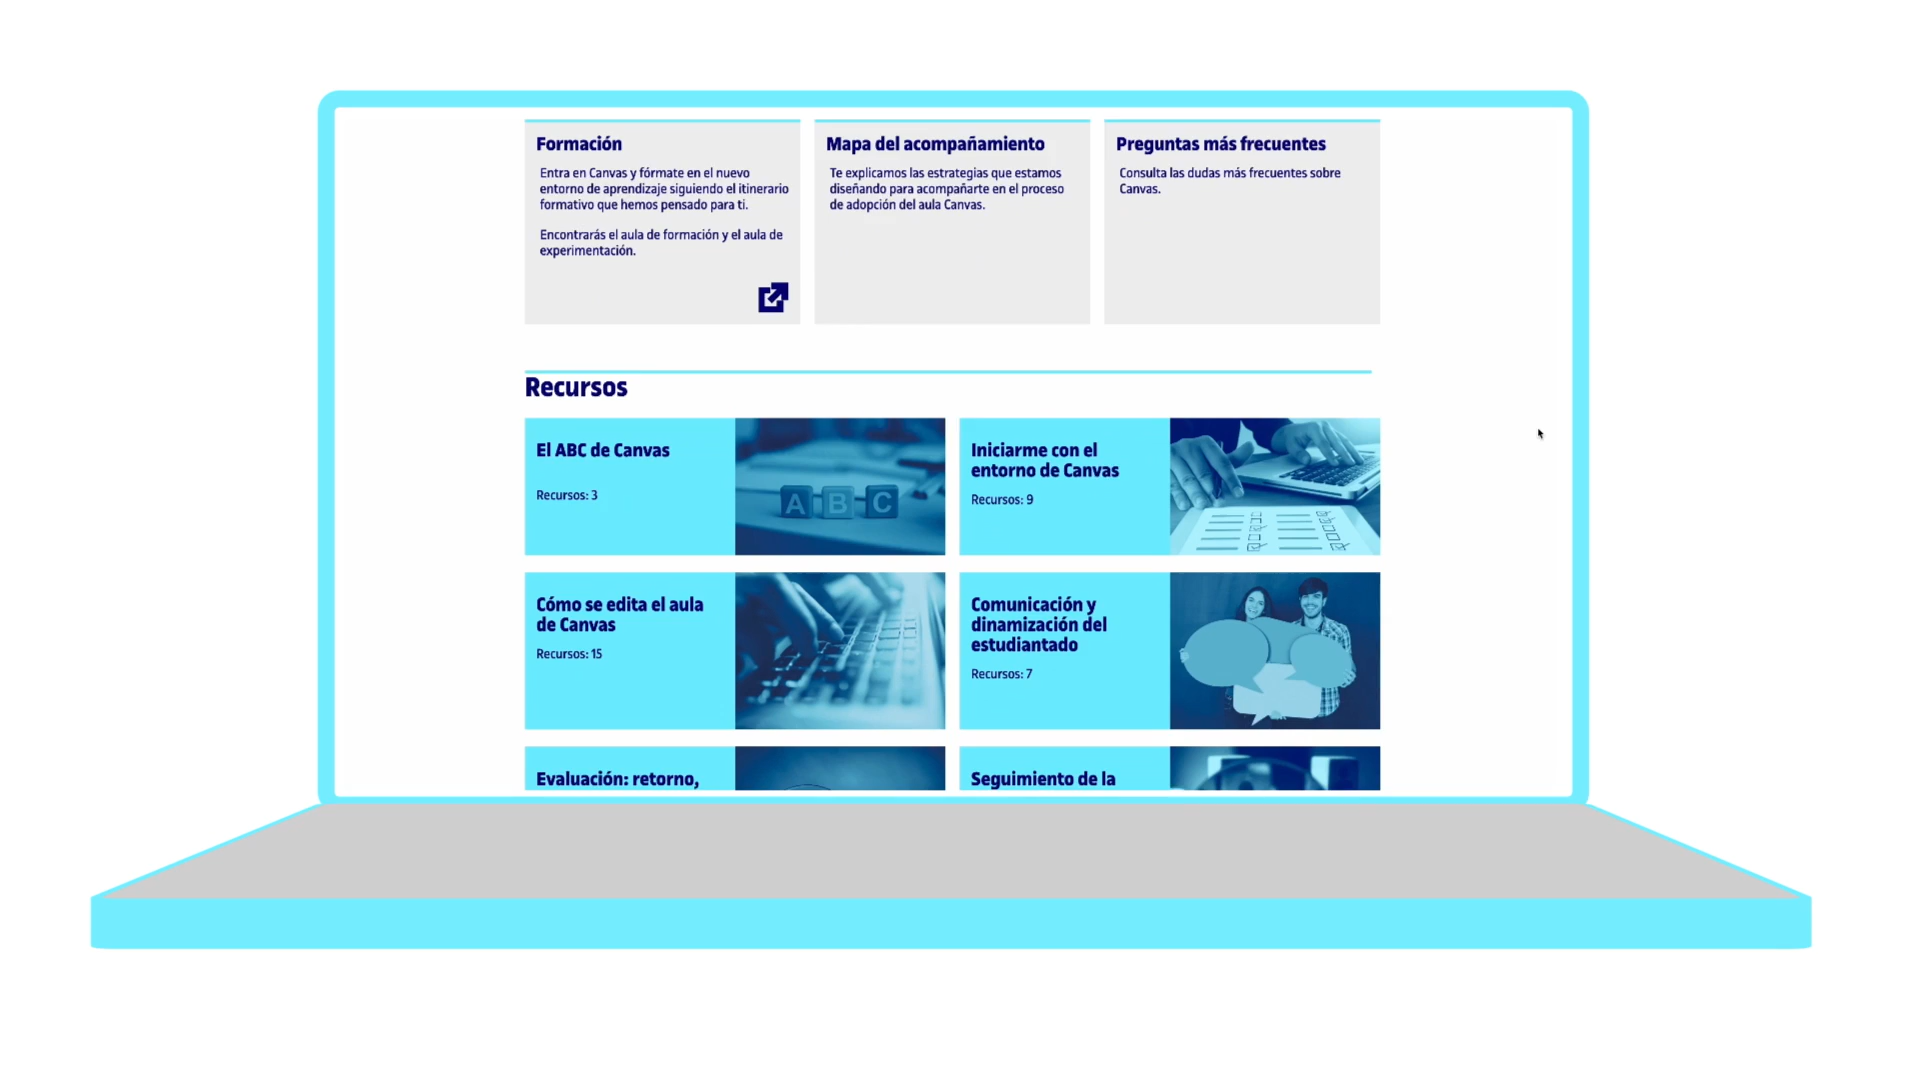 Formación
Entra en Canvas y fórmate en el nuevo
entorno de aprendizaje siguiendo el itinerario
formativo que hemos pensado para ti.
Encontrarás el aula de formación y el aula de
experimentación.
Mapa del acompañamiento
Te explicamos las estrategias que estamos
diseñando para acompañarte en el proceso
de adopción del aula Canvas.
Preguntas más frecuentes
Consulta las dudas más frecuentes sobre
Canvas.
Recursos
El ABC de Canvas
Recursos: 3
A B C
Iniciarme con el
entorno de Canvas
Recursos: 9
Cómo se edita el aula
de Canvas
Recursos: 15
Comunicación y
dinamización del
estudiantado
Recursos: 7
Evaluación: retorno,
Seguimiento de la